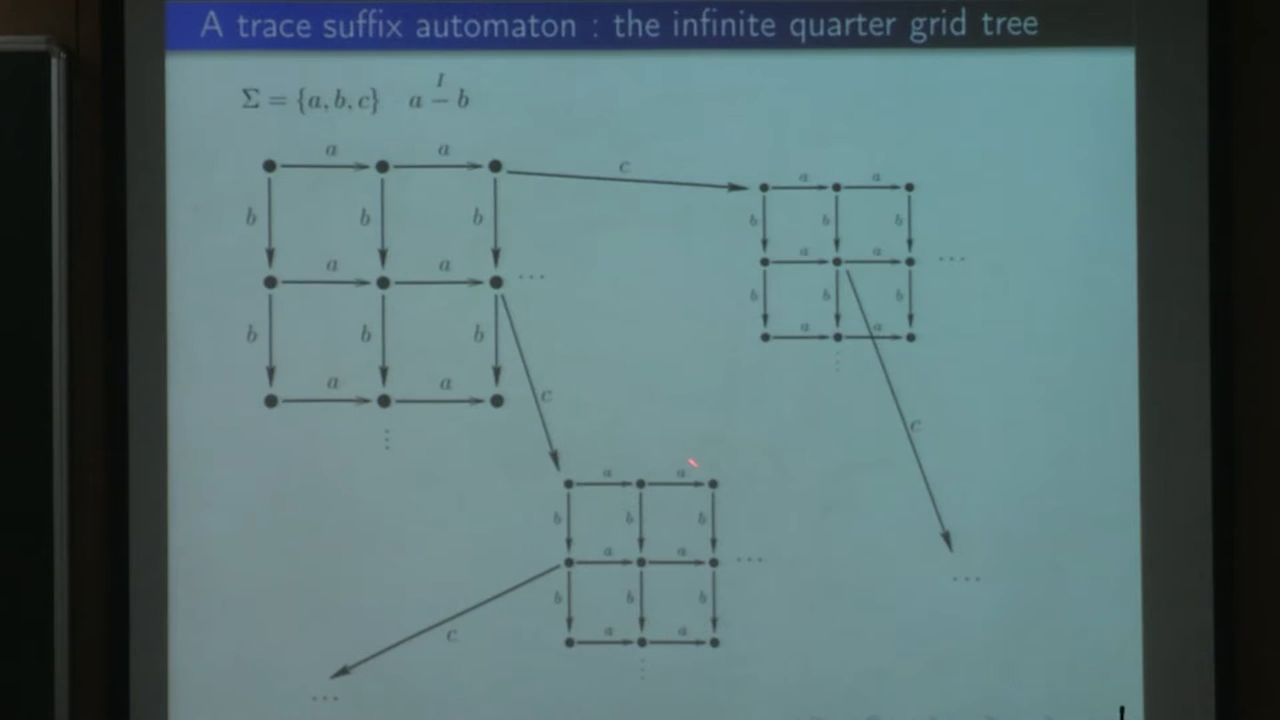 A trace suffix automaton : the infinite quarter grid tree
Σ = {a, b, c} a I b
a a
b b b
a a ...
b b b
a a
⋮
c
a a
b b b
a a ...
b b b
a a
⋮
c
c
...
a a
b b b
a a ...
b b b
a a
⋮
c
...